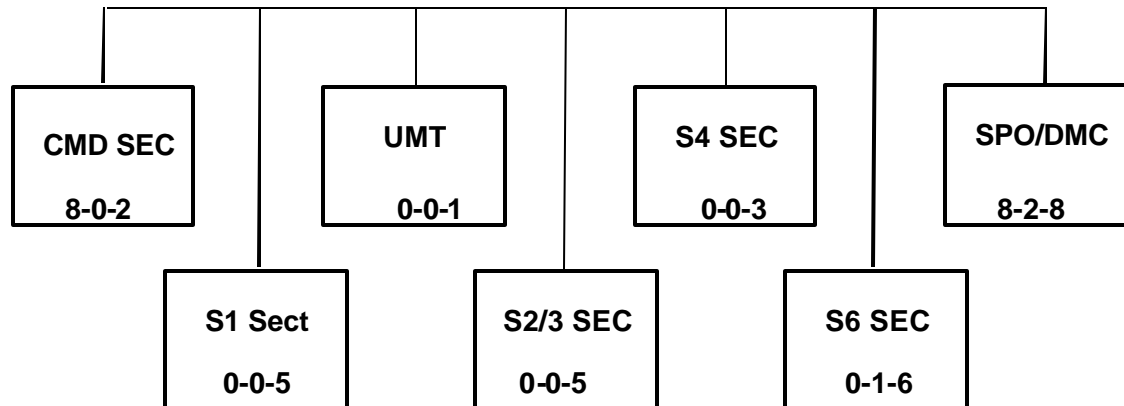 CMD SEC
8-0-2
UMT
0-0-1
S4 SEC
0-0-3
SPO/DMC
8-2-8
S1 Sect
0-0-5
S2/3 SEC
0-0-5
S6 SEC
0-1-6